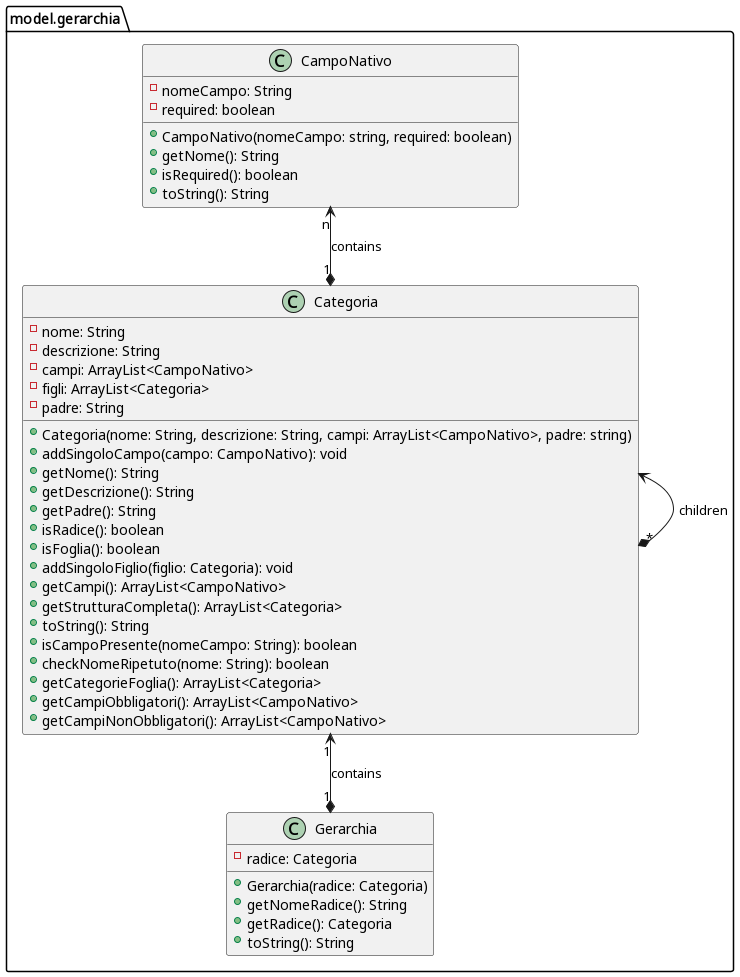 model.gerarchia
C CampoNativo
nomeCampo: String
required: boolean
CampoNativo(nomeCampo: string, required: boolean)
getNome(): String
isRequired(): boolean
toString(): String
n
contains
1
C Categoria
nome: String
descrizione: String
campi: ArrayList<CampoNativo>
figli: ArrayList<Categoria>
padre: String
Categoria(nome: String, descrizione: String, campi: ArrayList<CampoNativo>, padre: string)
addSingoloCampo(campo: CampoNativo): void
getNome(): String
getDescrizione(): String
getPadre(): String
isRadice(): boolean
isFoglia(): boolean
addSingoloFiglio(figlio: Categoria): void
getCampi(): ArrayList<CampoNativo>
getStrutturaCompleta(): ArrayList<Categoria>
toString(): String
isCampoPresente(nomeCampo: String): boolean
checkNomeRipetuto(nome: String): boolean
getCategorieFoglia(): ArrayList<Categoria>
getCampiObbligatori(): ArrayList<CampoNativo>
getCampiNonObbligatori(): ArrayList<CampoNativo>
children
*
1
contains
1
C Gerarchia
radice: Categoria
Gerarchia(radice: Categoria)
getNomeRadice(): String
getRadice(): Categoria
toString(): String